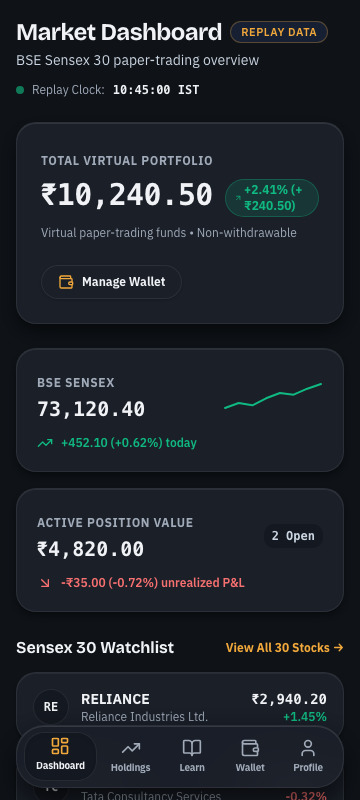 Market Dashboard REPLAY DATA
BSE Sensex 30 paper-trading overview
Replay Clock: 10:45:00 IST
TOTAL VIRTUAL PORTFOLIO
₹10,240.50 +2.41% (+
₹240.50)
Virtual paper-trading funds • Non-withdrawable
Manage Wallet
BSE SENSEX
73,120.40
+452.10 (+0.62%) today
ACTIVE POSITION VALUE
₹4,820.00
2 Open
-₹35.00 (-0.72%) unrealized P&L
Sensex 30 Watchlist View All 30 Stocks →
RE RELIANCE ₹2,940.20
Reliance Industries Ltd. +1.45%
Dashboard Holdings Learn Wallet Profile
Tata Consultancy Services -0.32%